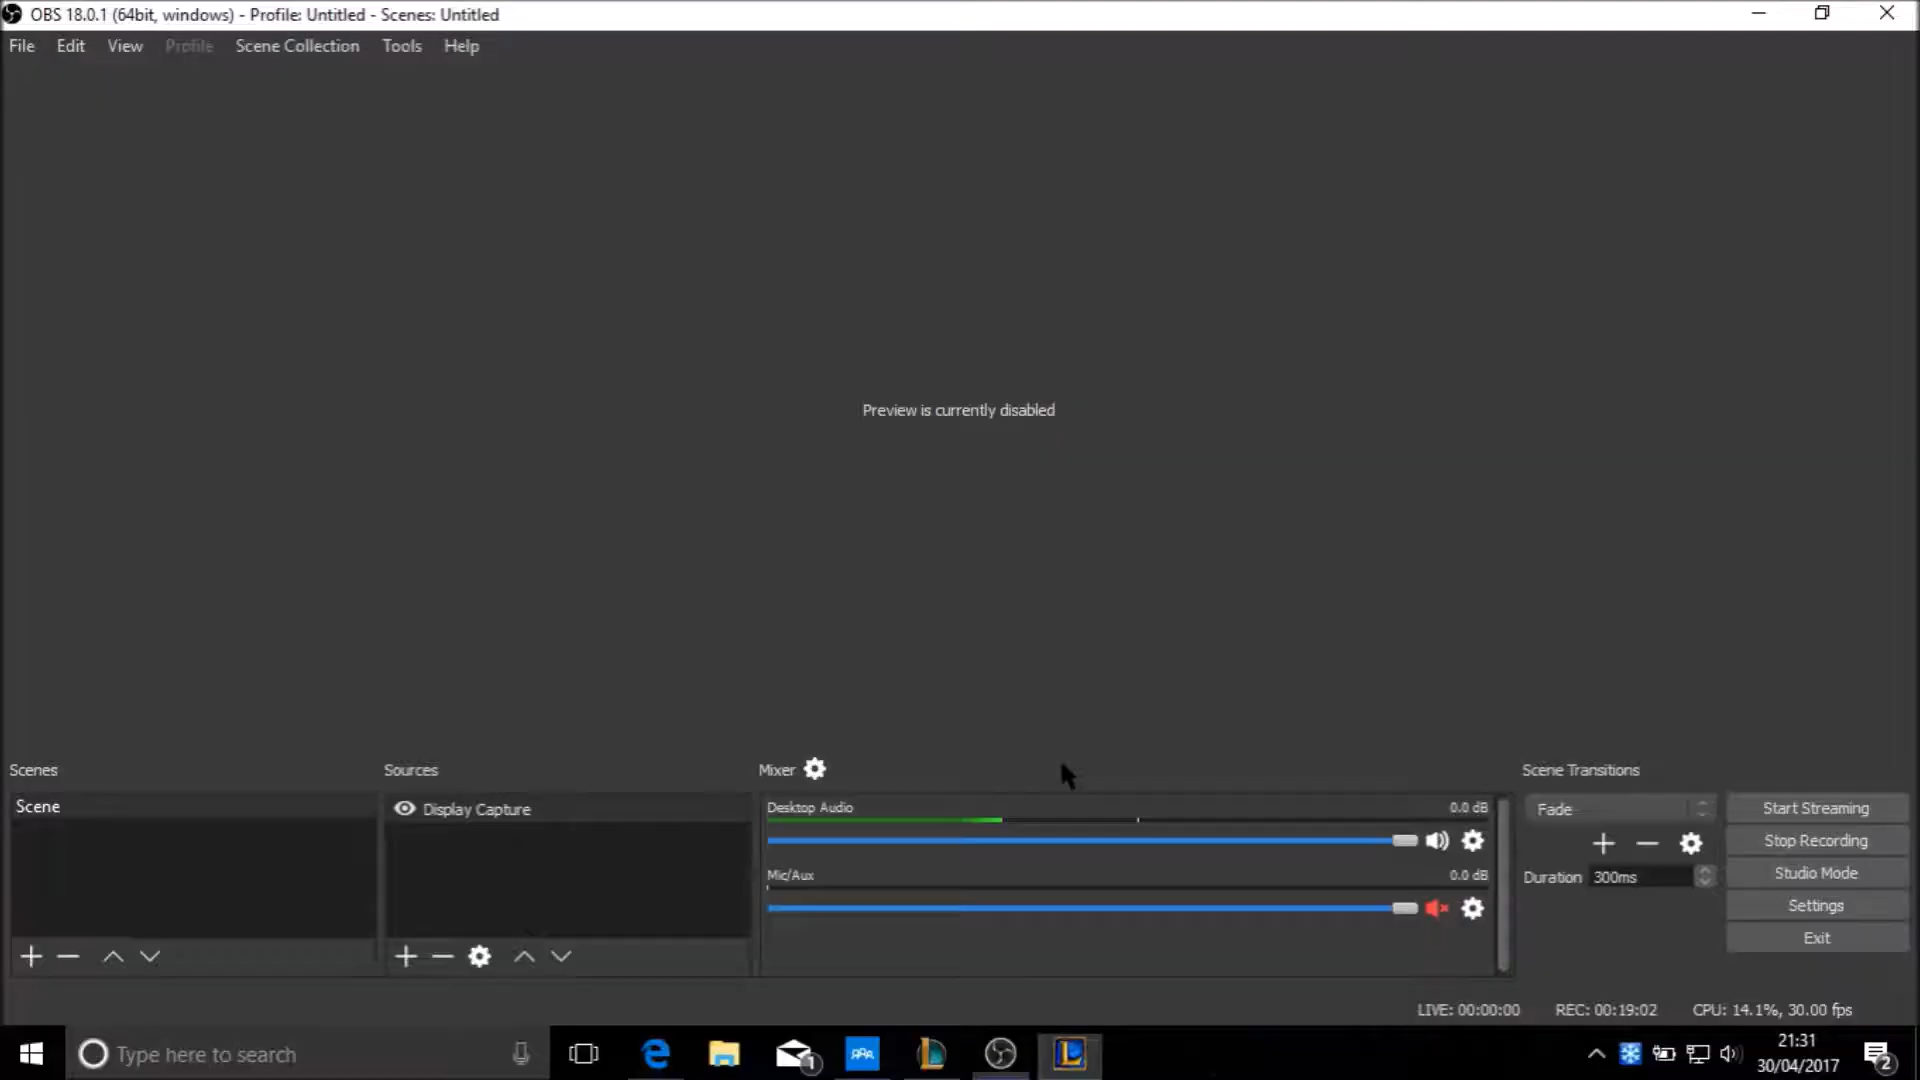 OBS 18.0.1 (64bit, windows) - Profile: Untitled - Scenes: Untitled
File Edit View Profile Scene Collection Tools Help
Preview is currently disabled
Scenes Sources Mixer Scene Transitions
Scene Display Capture Desktop Audio 0.0 dB Fade Start Streaming
Stop Recording
Mic/Aux 0.0 dB Duration 300ms Studio Mode
Settings
Exit
LIVE: 00:00:00 REC: 00:19:02 CPU: 14.1%, 30.00 fps
Type here to search 1 21:31
30/04/2017 2